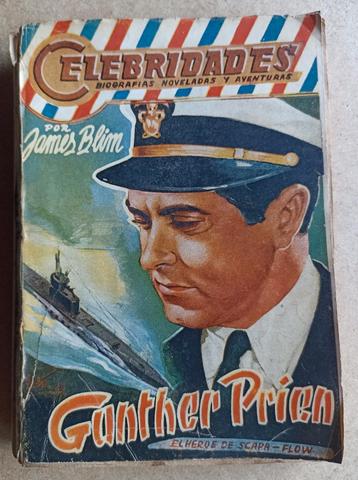 CELEBRIDADES
BIOGRAFIAS NOVELADAS Y AVENTURAS
POR
James Blim
Gunther Prien
EL HEROE DE SCAPA-FLOW